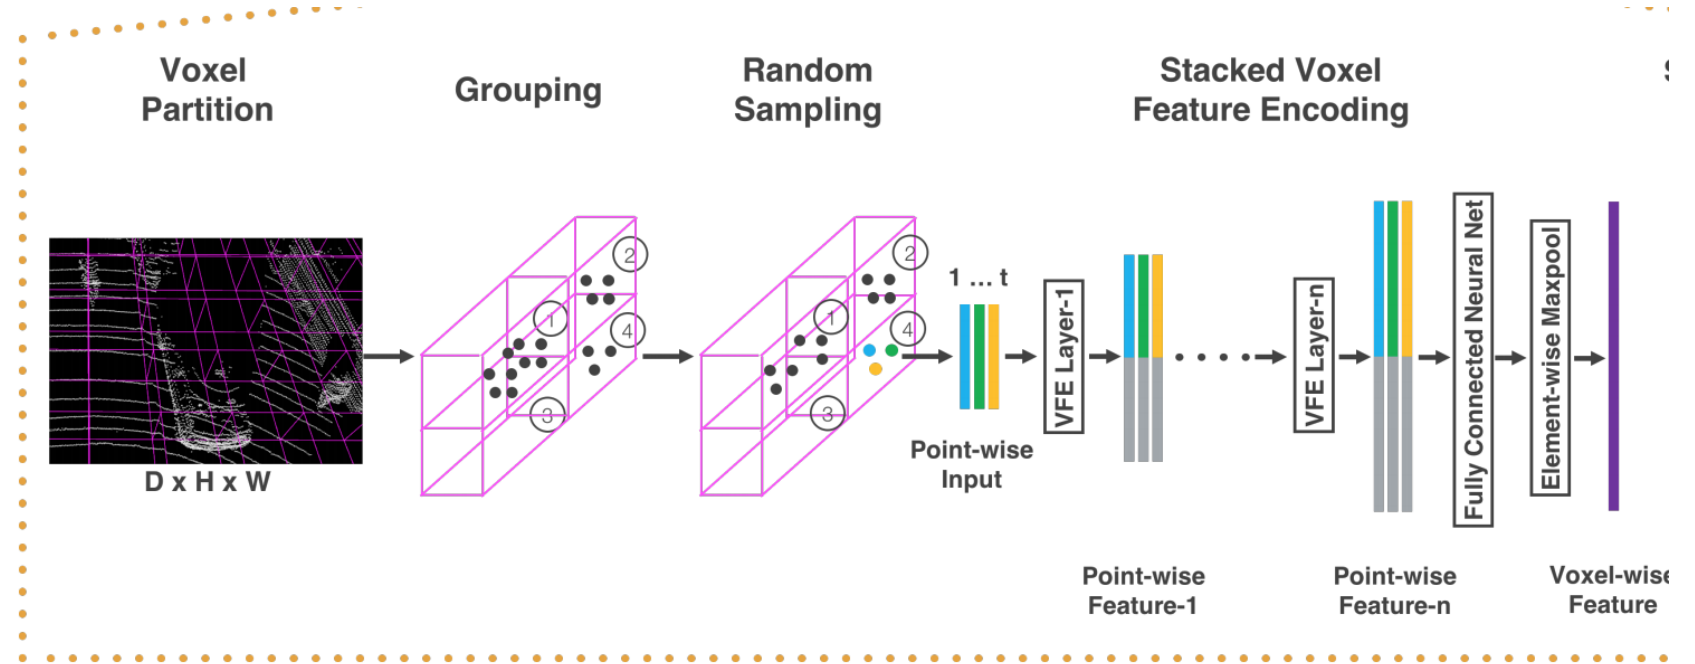 Voxel
Partition
Grouping
Random
Sampling
Stacked Voxel
Feature Encoding
D x H x W
1
2
3
4
1
2
3
4
1 ... t
Point-wise
Input
VFE Layer-1
Point-wise
Feature-1
VFE Layer-n
Point-wise
Feature-n
Fully Connected Neural Net
Element-wise Maxpool
Voxel-wise
Feature